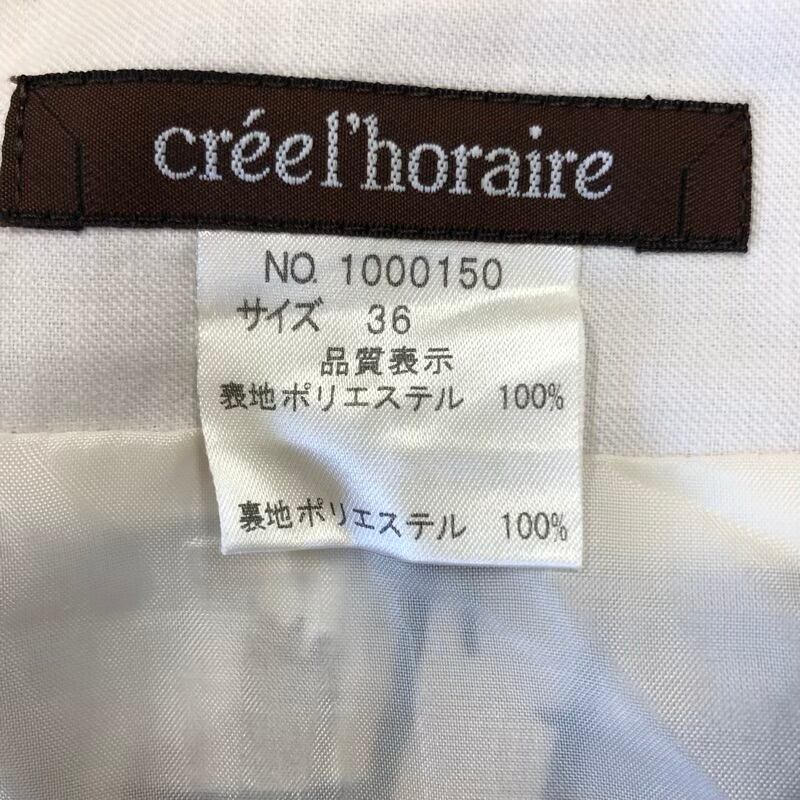 créel'horaire
NO. 1000150
サイズ 36
品質表示
表地ポリエステル 100%
裏地ポリエステル 100%